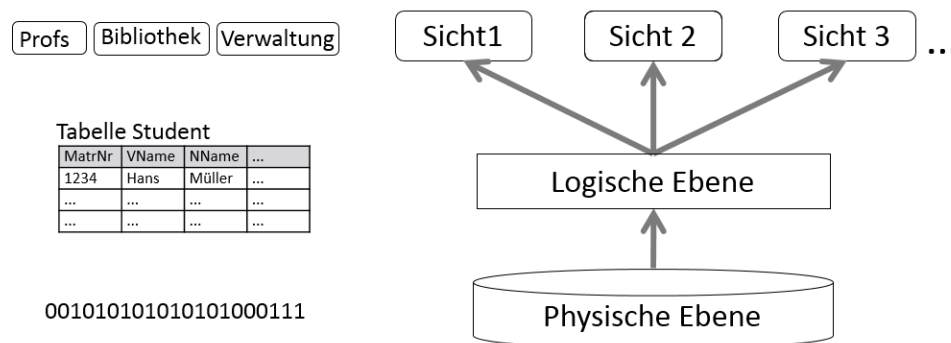 Profs Bibliothek Verwaltung
Sicht1 Sicht 2 Sicht 3 ...
Tabelle Student
MatrNr VName NName ...
1234 Hans Müller ...
... ... ... ...
... ... ... ...
Logische Ebene
001010101010101000111
Physische Ebene